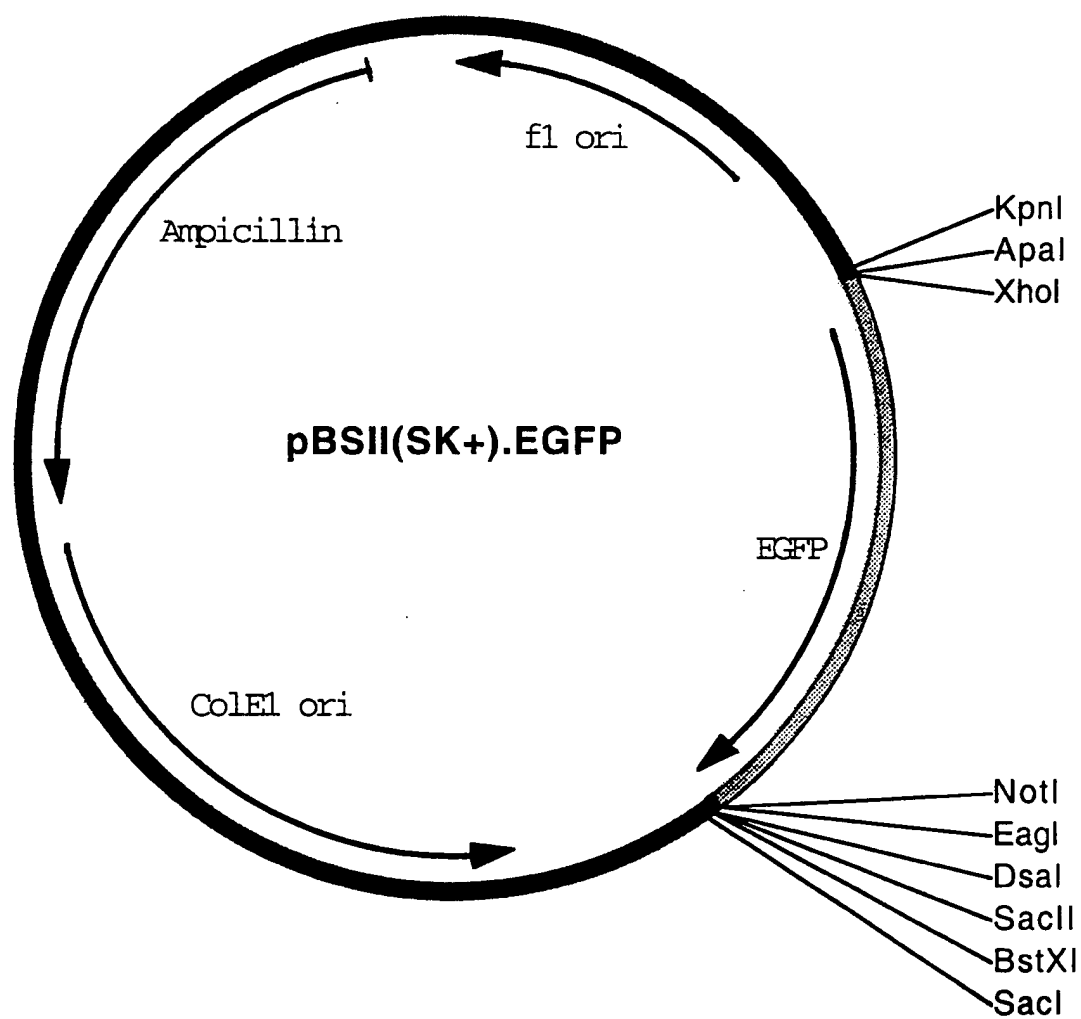 f1 ori
Ampicillin
KpnI
ApaI
XhoI
pBSII(SK+).EGFP
EGFP
ColE1 ori
NotI
EagI
DsaI
SacII
BstXI
SacI